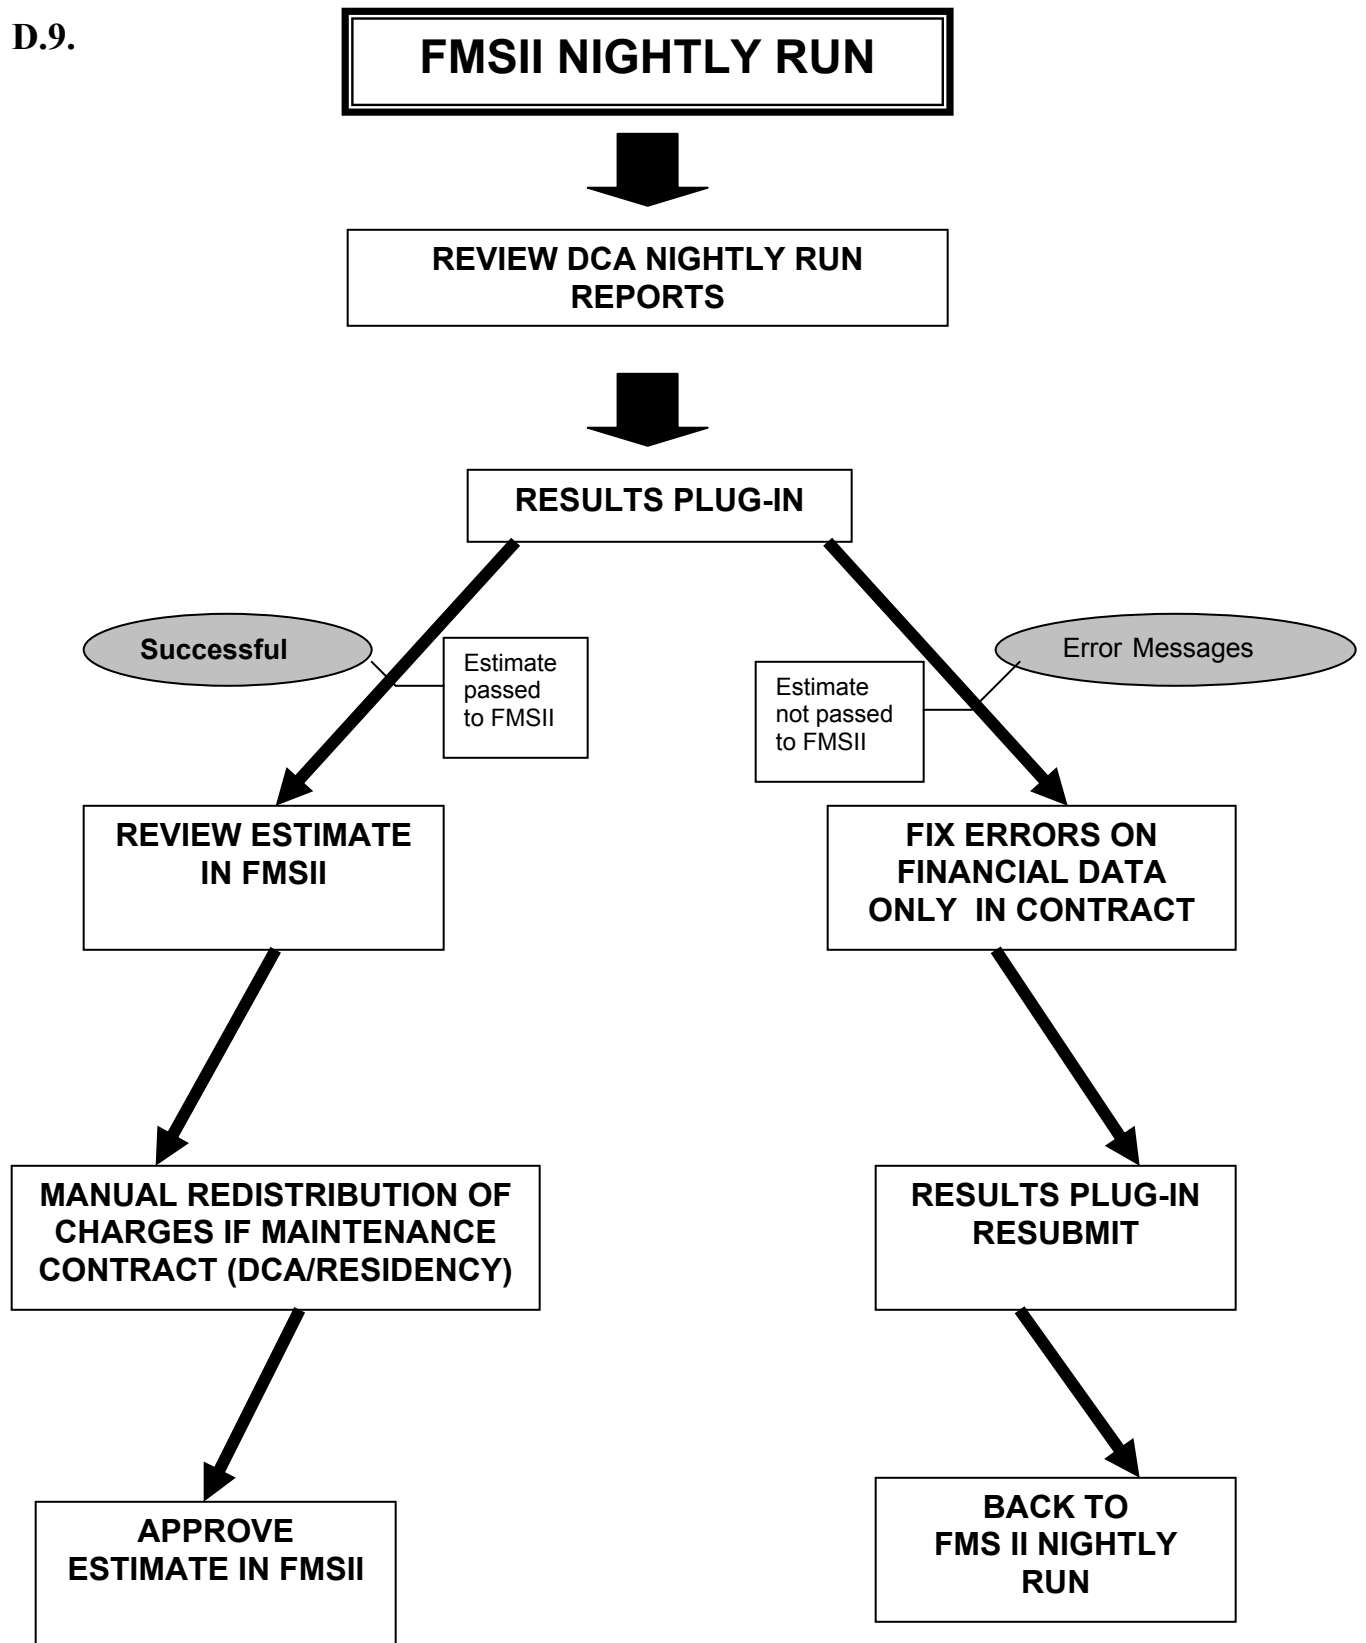 D.9.
FMSII NIGHTLY RUN
REVIEW DCA NIGHTLY RUN
REPORTS
RESULTS PLUG-IN
Successful
Estimate
passed
to FMSII
Estimate
not passed
to FMSII
Error Messages
REVIEW ESTIMATE
IN FMSII
FIX ERRORS ON
FINANCIAL DATA
ONLY IN CONTRACT
MANUAL REDISTRIBUTION OF
CHARGES IF MAINTENANCE
CONTRACT (DCA/RESIDENCY)
RESULTS PLUG-IN
RESUBMIT
APPROVE
ESTIMATE IN FMSII
BACK TO
FMS II NIGHTLY
RUN